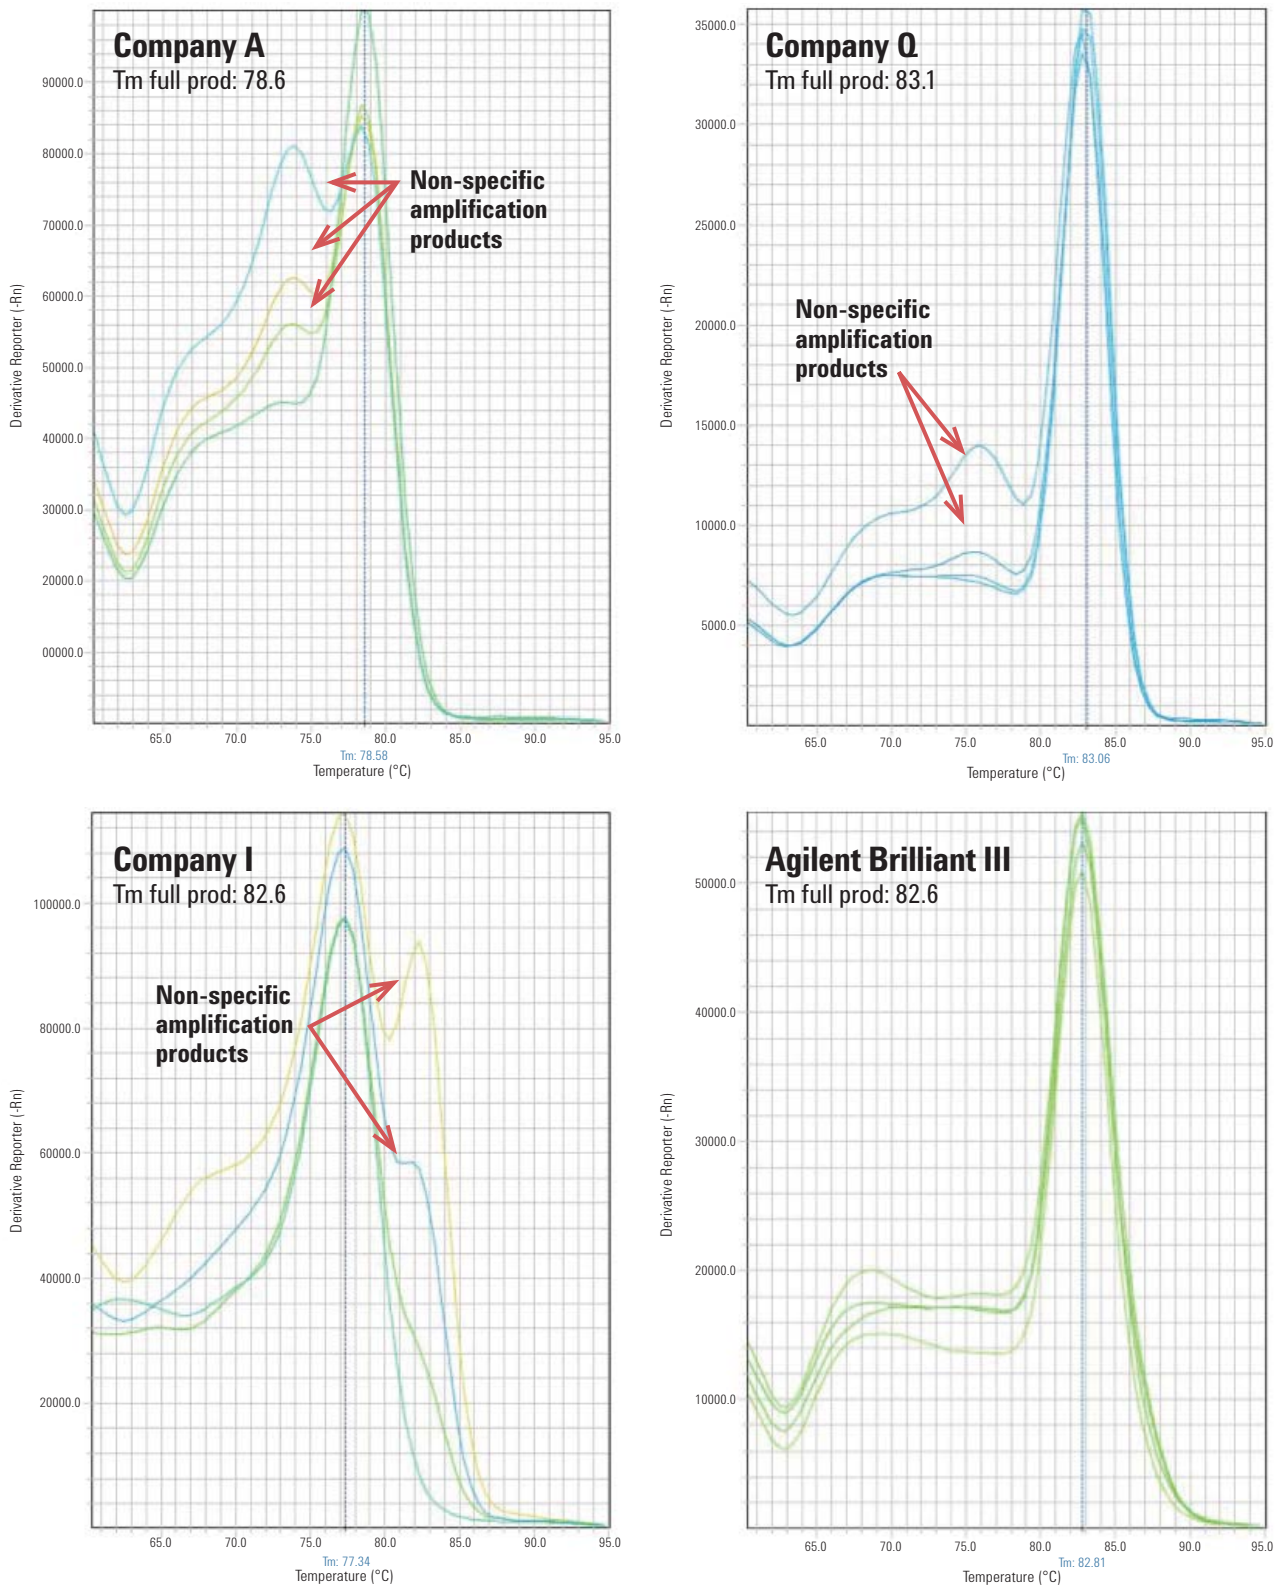 Company A
Tm full prod: 78.6
90000.0
80000.0
70000.0
60000.0
50000.0
40000.0
30000.0
20000.0
00000.0
Derivative Reporter (-Rn)
Non-specific
amplification
products
65.0 70.0 75.0 80.0 85.0 90.0 95.0
Tm: 78.58
Temperature (°C)
Company Q
Tm full prod: 83.1
35000.0
30000.0
25000.0
20000.0
15000.0
10000.0
5000.0
Derivative Reporter (-Rn)
Non-specific
amplification
products
65.0 70.0 75.0 80.0 85.0 90.0 95.0
Tm: 83.06
Temperature (°C)
Company I
Tm full prod: 82.6
100000.0
80000.0
60000.0
40000.0
20000.0
Derivative Reporter (-Rn)
Non-specific
amplification
products
65.0 70.0 75.0 80.0 85.0 90.0 95.0
Tm: 77.34
Temperature (°C)
Agilent Brilliant III
Tm full prod: 82.6
50000.0
40000.0
30000.0
20000.0
10000.0
Derivative Reporter (-Rn)
65.0 70.0 75.0 80.0 85.0 90.0 95.0
Tm: 82.81
Temperature (°C)